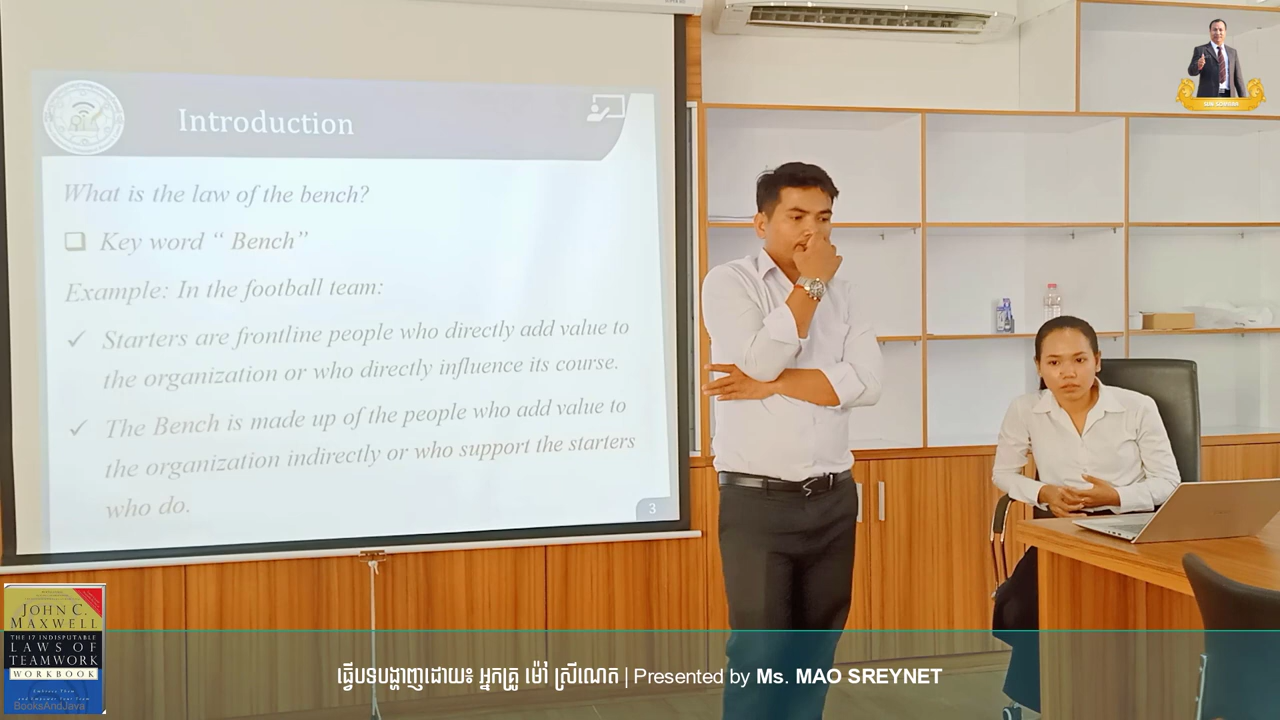 Introduction
What is the law of the bench?
Key word “ Bench”
Example: In the football team:
Starters are frontline people who directly add value to
the organization or who directly influence its course.
The Bench is made up of the people who add value to
the organization indirectly or who support the starters
who do.
3
JOHN C.
MAXWELL
THE 17 INDISPUTABLE
LAWS OF
TEAMWORK
WORKBOOK
BooksAndJava
ធ្វើបទបង្ហាញដោយ៖ អ្នកគ្រូ ម៉ៅ ស្រីណេត | Presented by Ms. MAO SREYNET